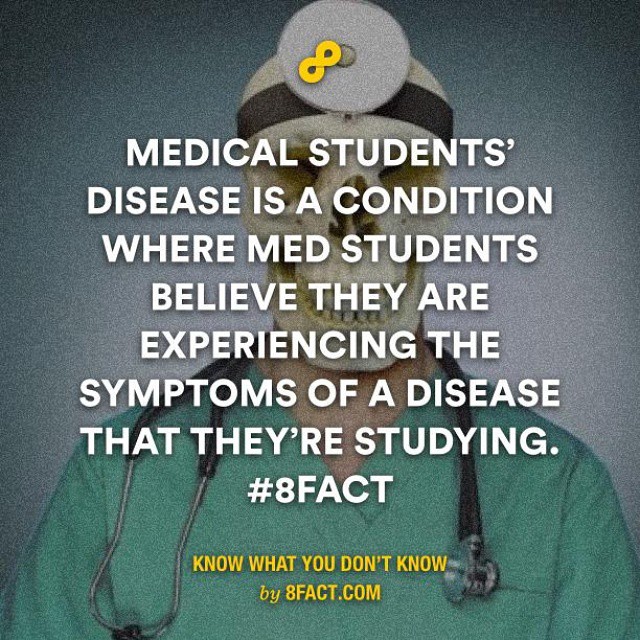 MEDICAL STUDENTS’
DISEASE IS A CONDITION
WHERE MED STUDENTS
BELIEVE THEY ARE
EXPERIENCING THE
SYMPTOMS OF A DISEASE
THAT THEY’RE STUDYING.
#8FACT
KNOW WHAT YOU DON’T KNOW
by 8FACT.COM